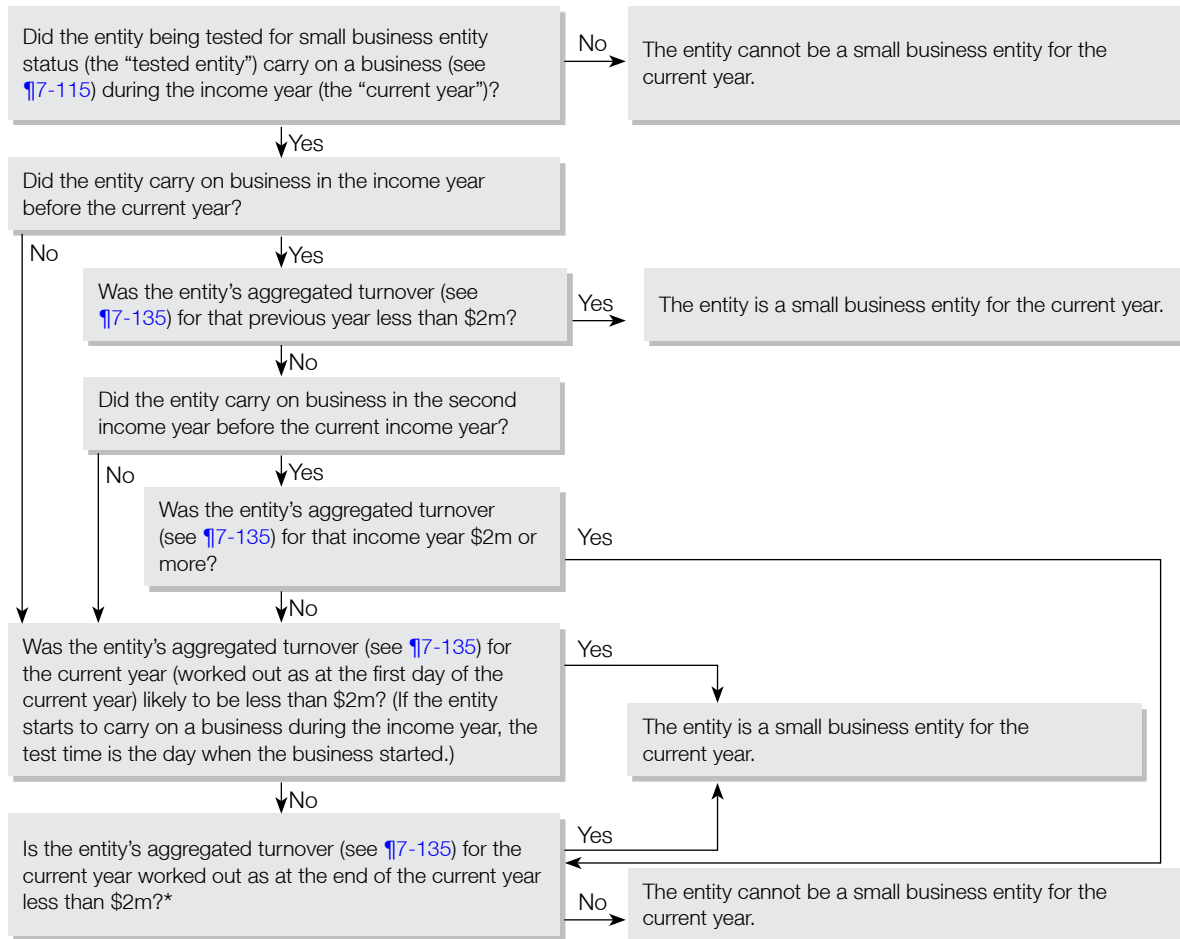 Did the entity being tested for small business entity
status (the “tested entity”) carry on a business (see
¶7-115) during the income year (the “current year”)?
No
The entity cannot be a small business entity for the
current year.
Yes
Did the entity carry on business in the income year
before the current year?
No
Yes
Was the entity’s aggregated turnover (see
¶7-135) for that previous year less than $2m?
Yes
The entity is a small business entity for the current year.
No
Did the entity carry on business in the second
income year before the current income year?
No
Yes
Was the entity’s aggregated turnover
(see ¶7-135) for that income year $2m or
more?
Yes
No
Was the entity’s aggregated turnover (see ¶7-135) for
the current year (worked out as at the first day of the
current year) likely to be less than $2m? (If the entity
starts to carry on a business during the income year, the
test time is the day when the business started.)
Yes
The entity is a small business entity for the
current year.
No
Is the entity’s aggregated turnover (see ¶7-135) for the
current year worked out as at the end of the current year
less than $2m?*
Yes
No
The entity cannot be a small business entity for the
current year.